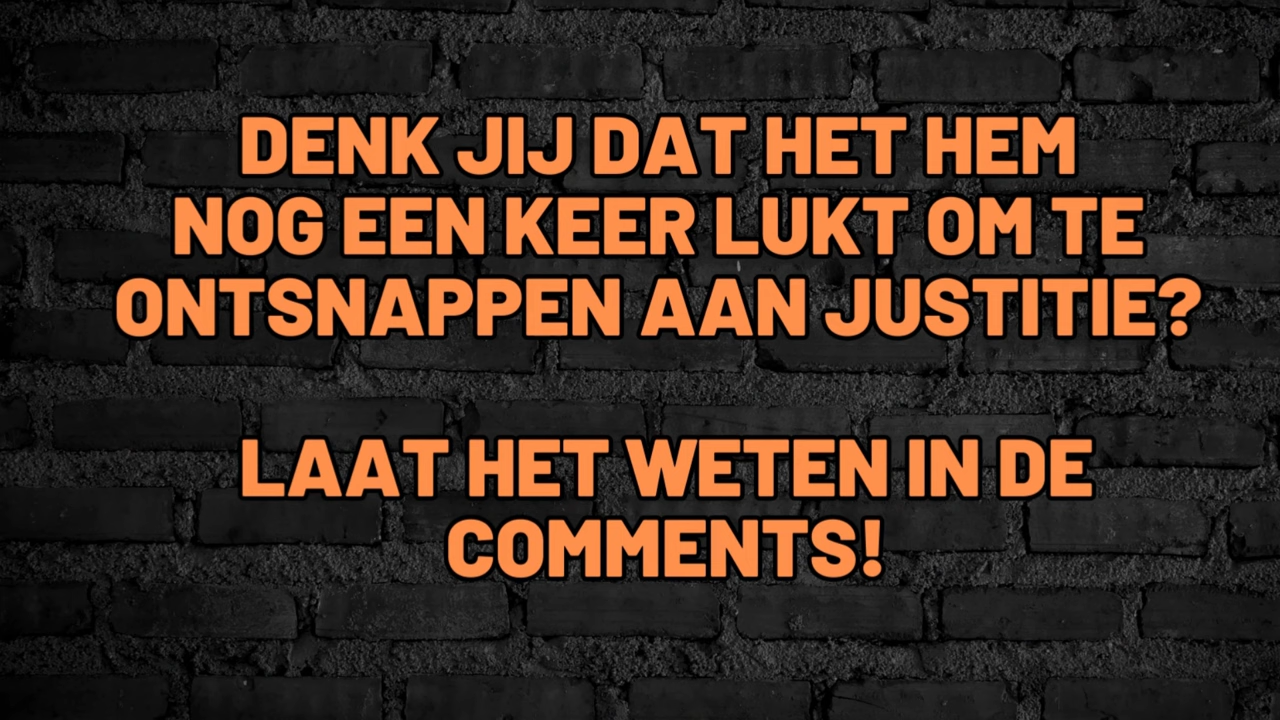 DENK JIJ DAT HET HEM
NOG EEN KEER LUKT OM TE
ONTSNAPPEN AAN JUSTITIE?
LAAT HET WETEN IN DE
COMMENTS!